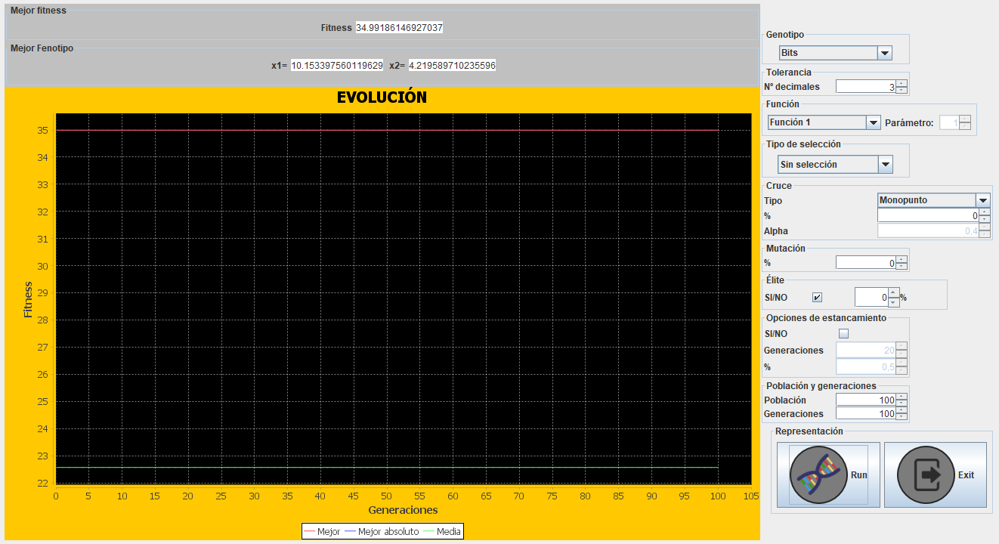 Mejor fitness
Fitness 34.99186146927037
Mejor Fenotipo
x1= 10.153397560119629 x2= 4.219589710235596
EVOLUCIÓN
Fitness
35
34
33
32
31
30
29
28
27
26
25
24
23
22
0 5 10 15 20 25 30 35 40 45 50 55 60 65 70 75 80 85 90 95 100 105
Generaciones
Mejor Mejor absoluto Media
Genotipo
Bits
Tolerancia
Nº decimales 3
Función
Función 1 Parámetro: 1
Tipo de selección
Sin selección
Cruce
Tipo Monopunto
% 0
Alpha 0,4
Mutación
% 0
Élite
SI/NO 0 %
Opciones de estancamiento
SI/NO
Generaciones 20
% 0,5
Población y generaciones
Población 100
Generaciones 100
Representación
Run Exit